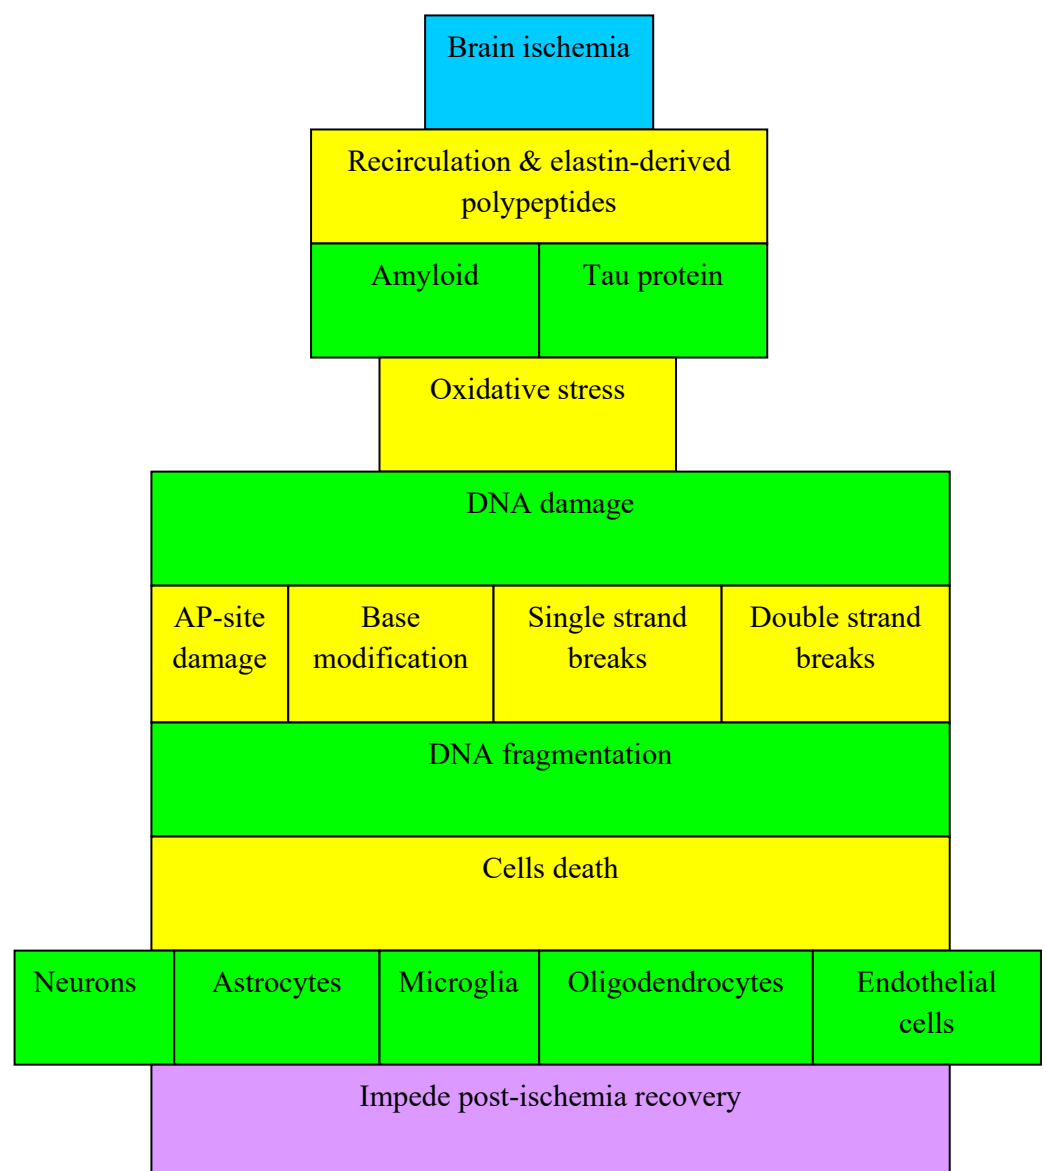 Brain ischemia
Recirculation & elastin-derived
polypeptides
Amyloid
Tau protein
Oxidative stress
DNA damage
AP-site
damage
Base
modification
Single strand
breaks
Double strand
breaks
DNA fragmentation
Cells death
Neurons
Astrocytes
Microglia
Oligodendrocytes
Endothelial
cells
Impede post-ischemia recovery